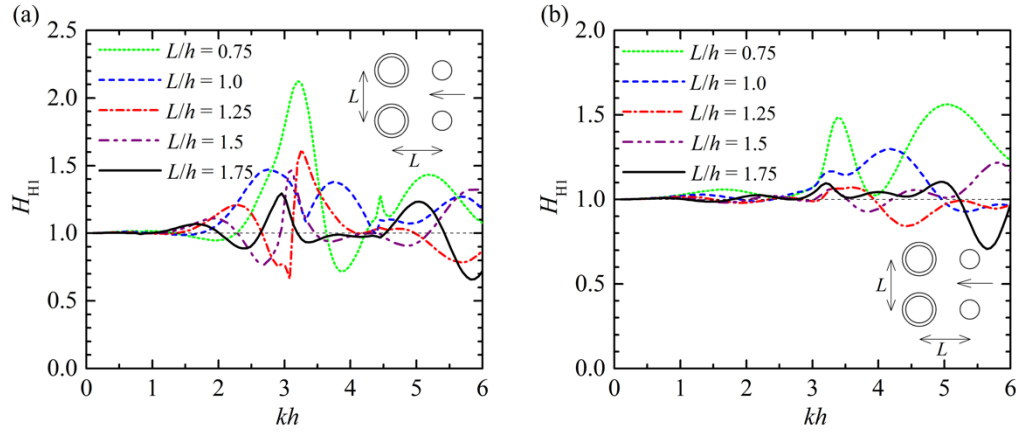 (a)
2.5
2.0
1.5
1.0
0.5
0.0
H_H1
L/h = 0.75
L/h = 1.0
L/h = 1.25
L/h = 1.5
L/h = 1.75
L
L
0 1 2 3 4 5 6
kh
(b)
2.0
1.5
1.0
0.5
0.0
H_H1
L/h = 0.75
L/h = 1.0
L/h = 1.25
L/h = 1.5
L/h = 1.75
L
L
0 1 2 3 4 5 6
kh